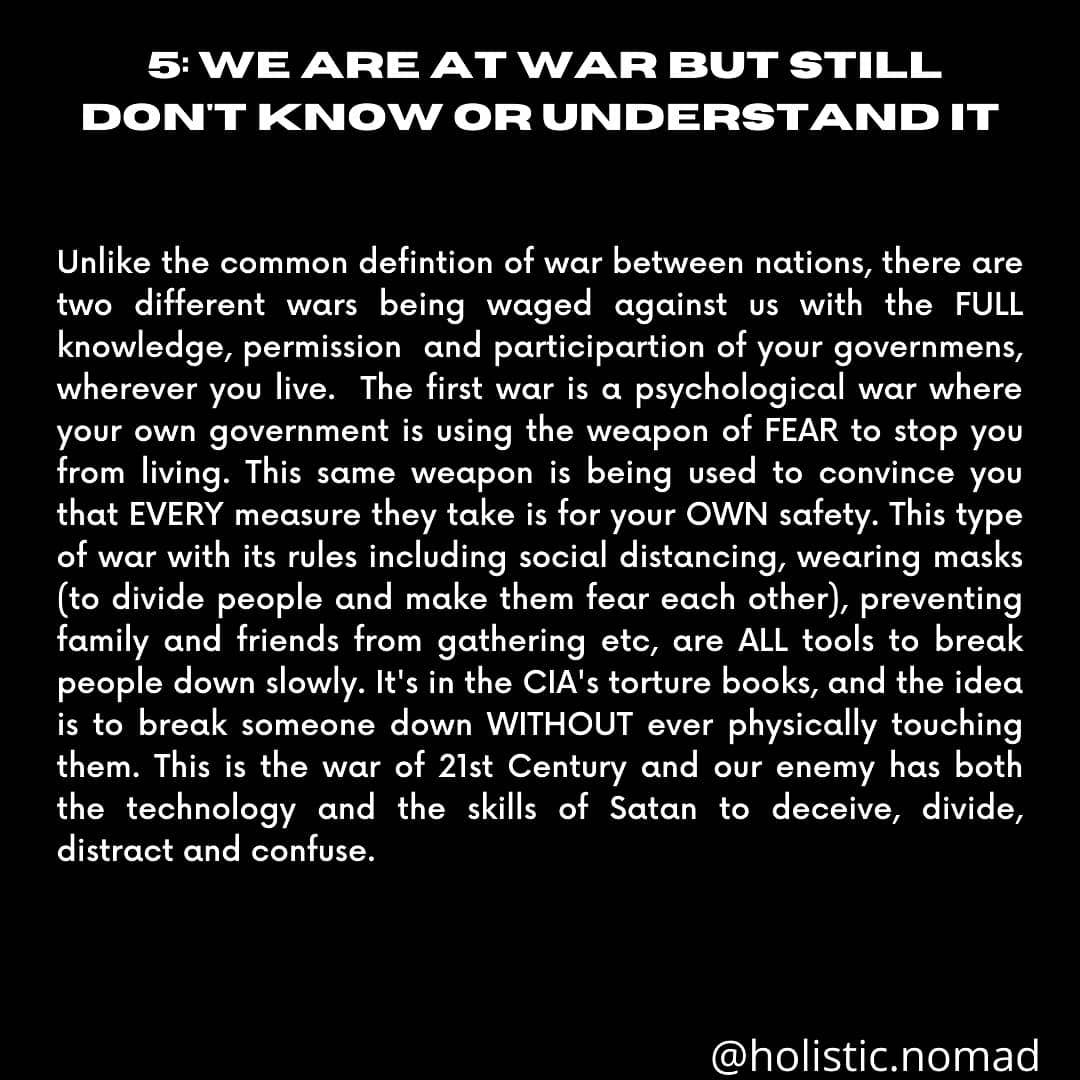 5: WE ARE AT WAR BUT STILL
DON'T KNOW OR UNDERSTAND IT
Unlike the common defintion of war between nations, there are
two different wars being waged against us with the FULL
knowledge, permission and participartion of your governmens,
wherever you live. The first war is a psychological war where
your own government is using the weapon of FEAR to stop you
from living. This same weapon is being used to convince you
that EVERY measure they take is for your OWN safety. This type
of war with its rules including social distancing, wearing masks
(to divide people and make them fear each other), preventing
family and friends from gathering etc, are ALL tools to break
people down slowly. It's in the CIA's torture books, and the idea
is to break someone down WITHOUT ever physically touching
them. This is the war of 21st Century and our enemy has both
the technology and the skills of Satan to deceive, divide,
distract and confuse.
@holistic.nomad